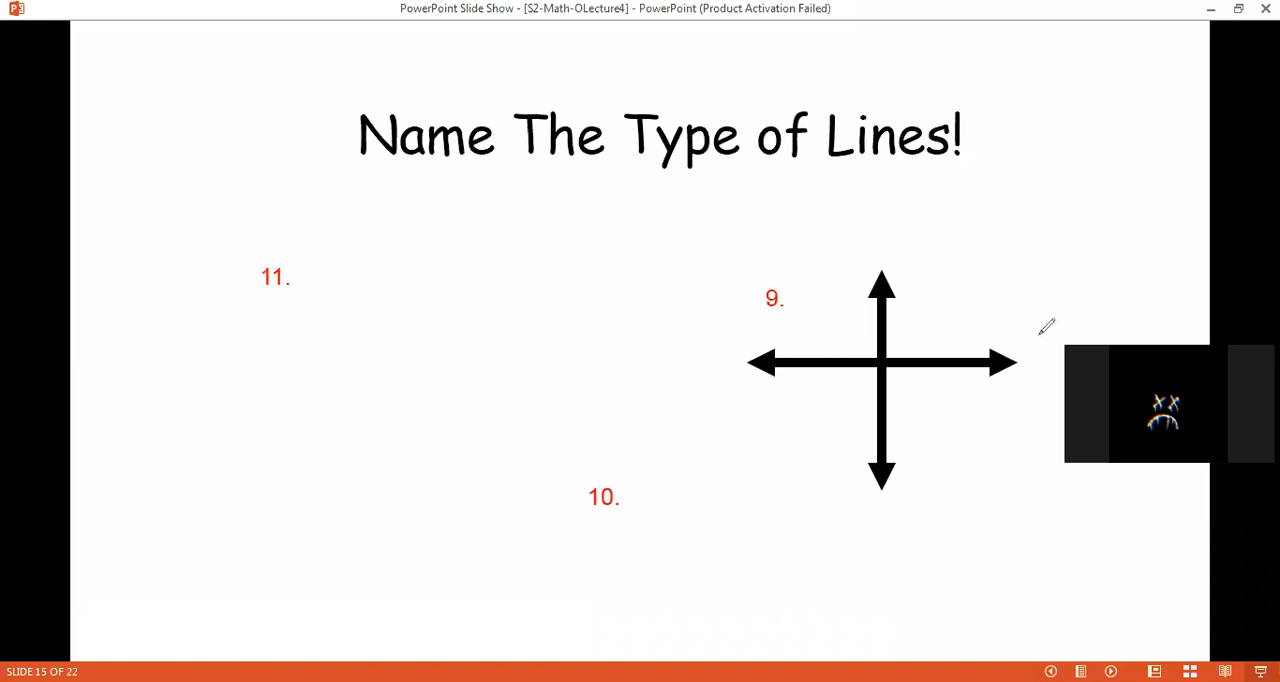 PowerPoint Slide Show - [S2-Math-OLecture4] - PowerPoint (Product Activation Failed)
Name The Type of Lines!
11.
9.
10.
SLIDE 15 OF 22